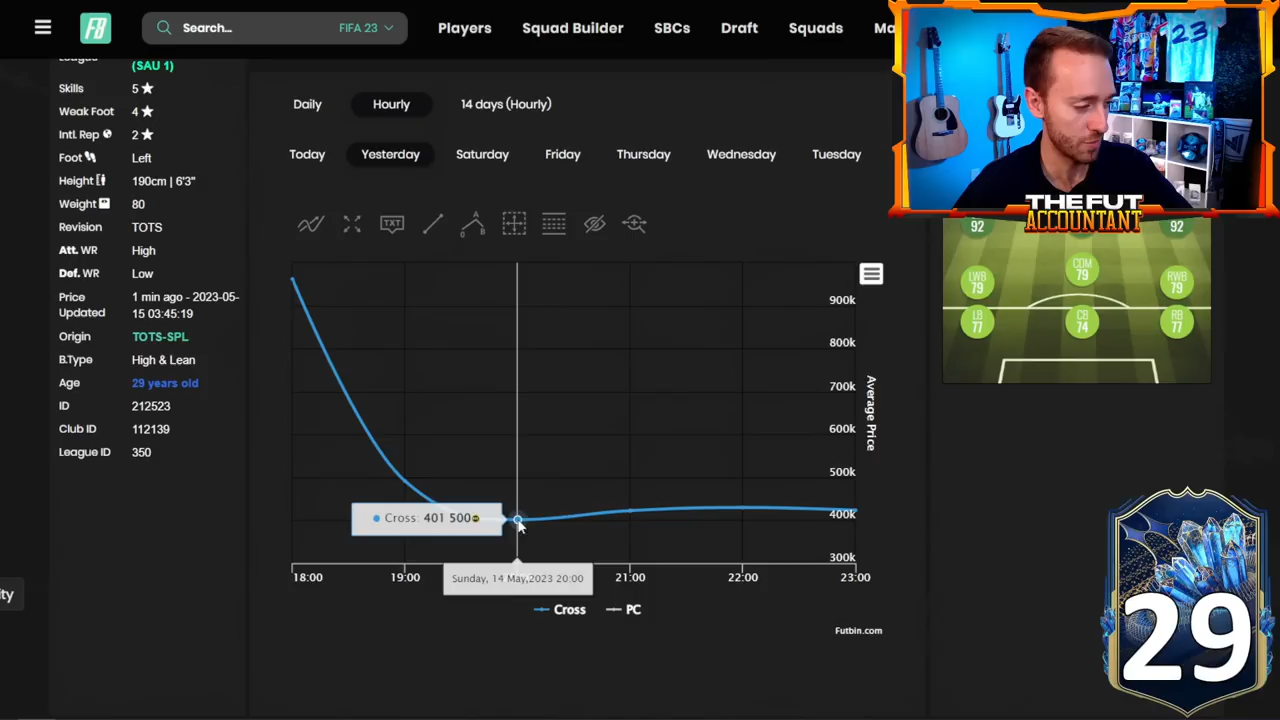 FB
Search...
FIFA 23
Players
Squad Builder
SBCs
Draft
Squads
Ma
23
THE FUT
ACCOUNTANT
(SAU 1)
Skills 5
Weak Foot 4
Intl. Rep 2
Foot Left
Height 190cm | 6'3"
Weight 80
Revision TOTS
Att. WR High
Def. WR Low
Price Updated 1 min ago - 2023-05-
15 03:45:19
Origin TOTS-SPL
B.Type High & Lean
Age 29 years old
ID 212523
Club ID 112139
League ID 350
ity
Daily
Hourly
14 days (Hourly)
Today
Yesterday
Saturday
Friday
Thursday
Wednesday
Tuesday
TXT
A
B
900k
800k
700k
600k
500k
400k
300k
Average Price
Cross: 401 500
Sunday, 14 May,2023 20:00
18:00
19:00
21:00
22:00
23:00
Cross
PC
Futbin.com
92
92
LWB
79
CDM
79
RWB
79
LB
77
CB
74
RB
77
29